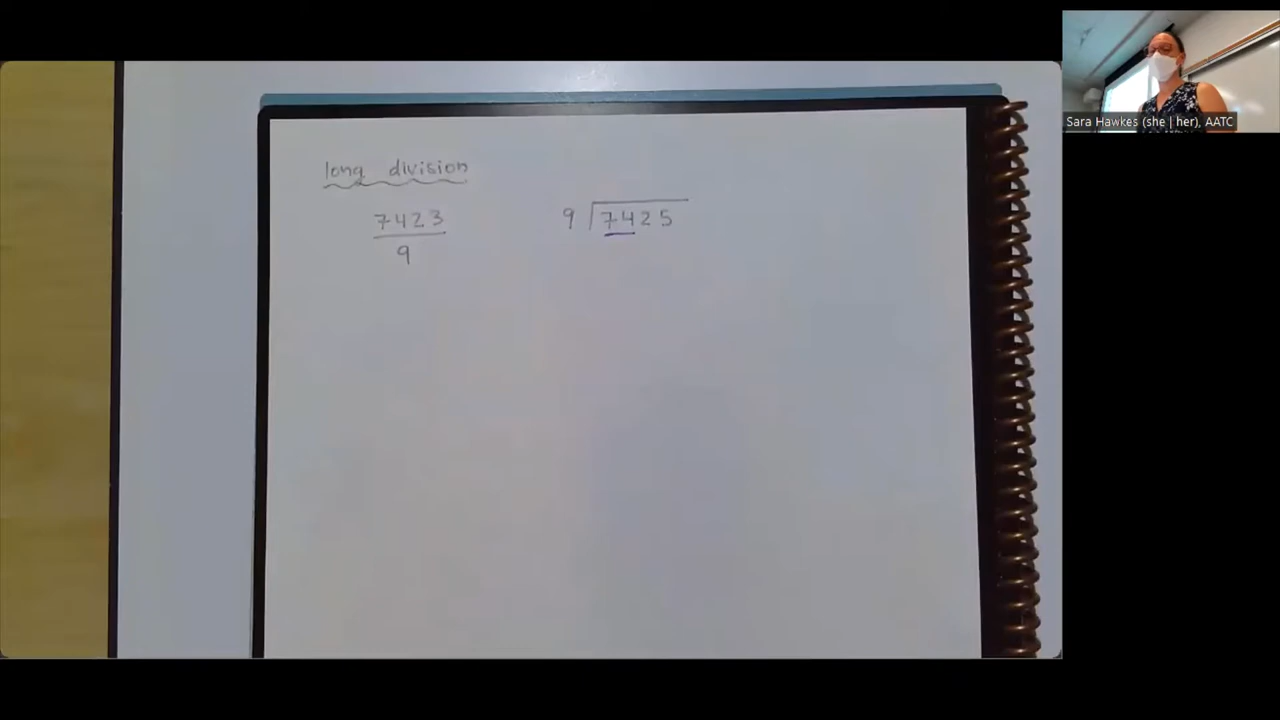 long division
7423
9
9 7425
Sara Hawkes (she | her), AATC